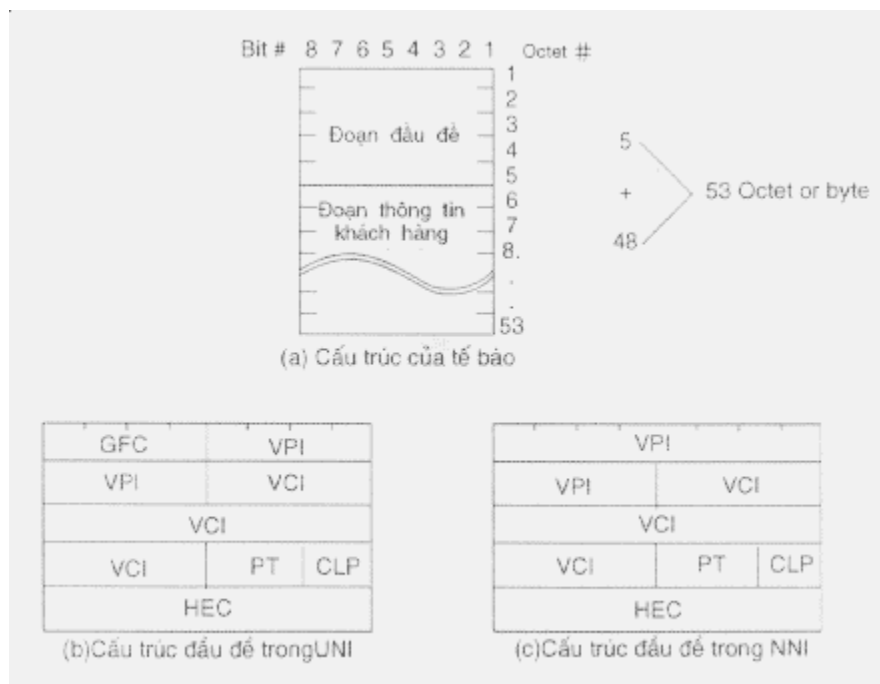 Bit # 8 7 6 5 4 3 2 1 Octet #
1
2
3
4
5
6
7
8.
.
.
53
Đoạn đầu đề
Đoạn thông tin
khách hàng
5
+
48
53 Octet or byte
(a) Cấu trúc của tế bào
GFC VPI
VPI VCI
VCI
VCI PT CLP
HEC
(b)Cấu trúc đầu đề trongUNI
VPI
VPI VCI
VCI
VCI PT CLP
HEC
(c)Cấu trúc đầu đề trong NNI